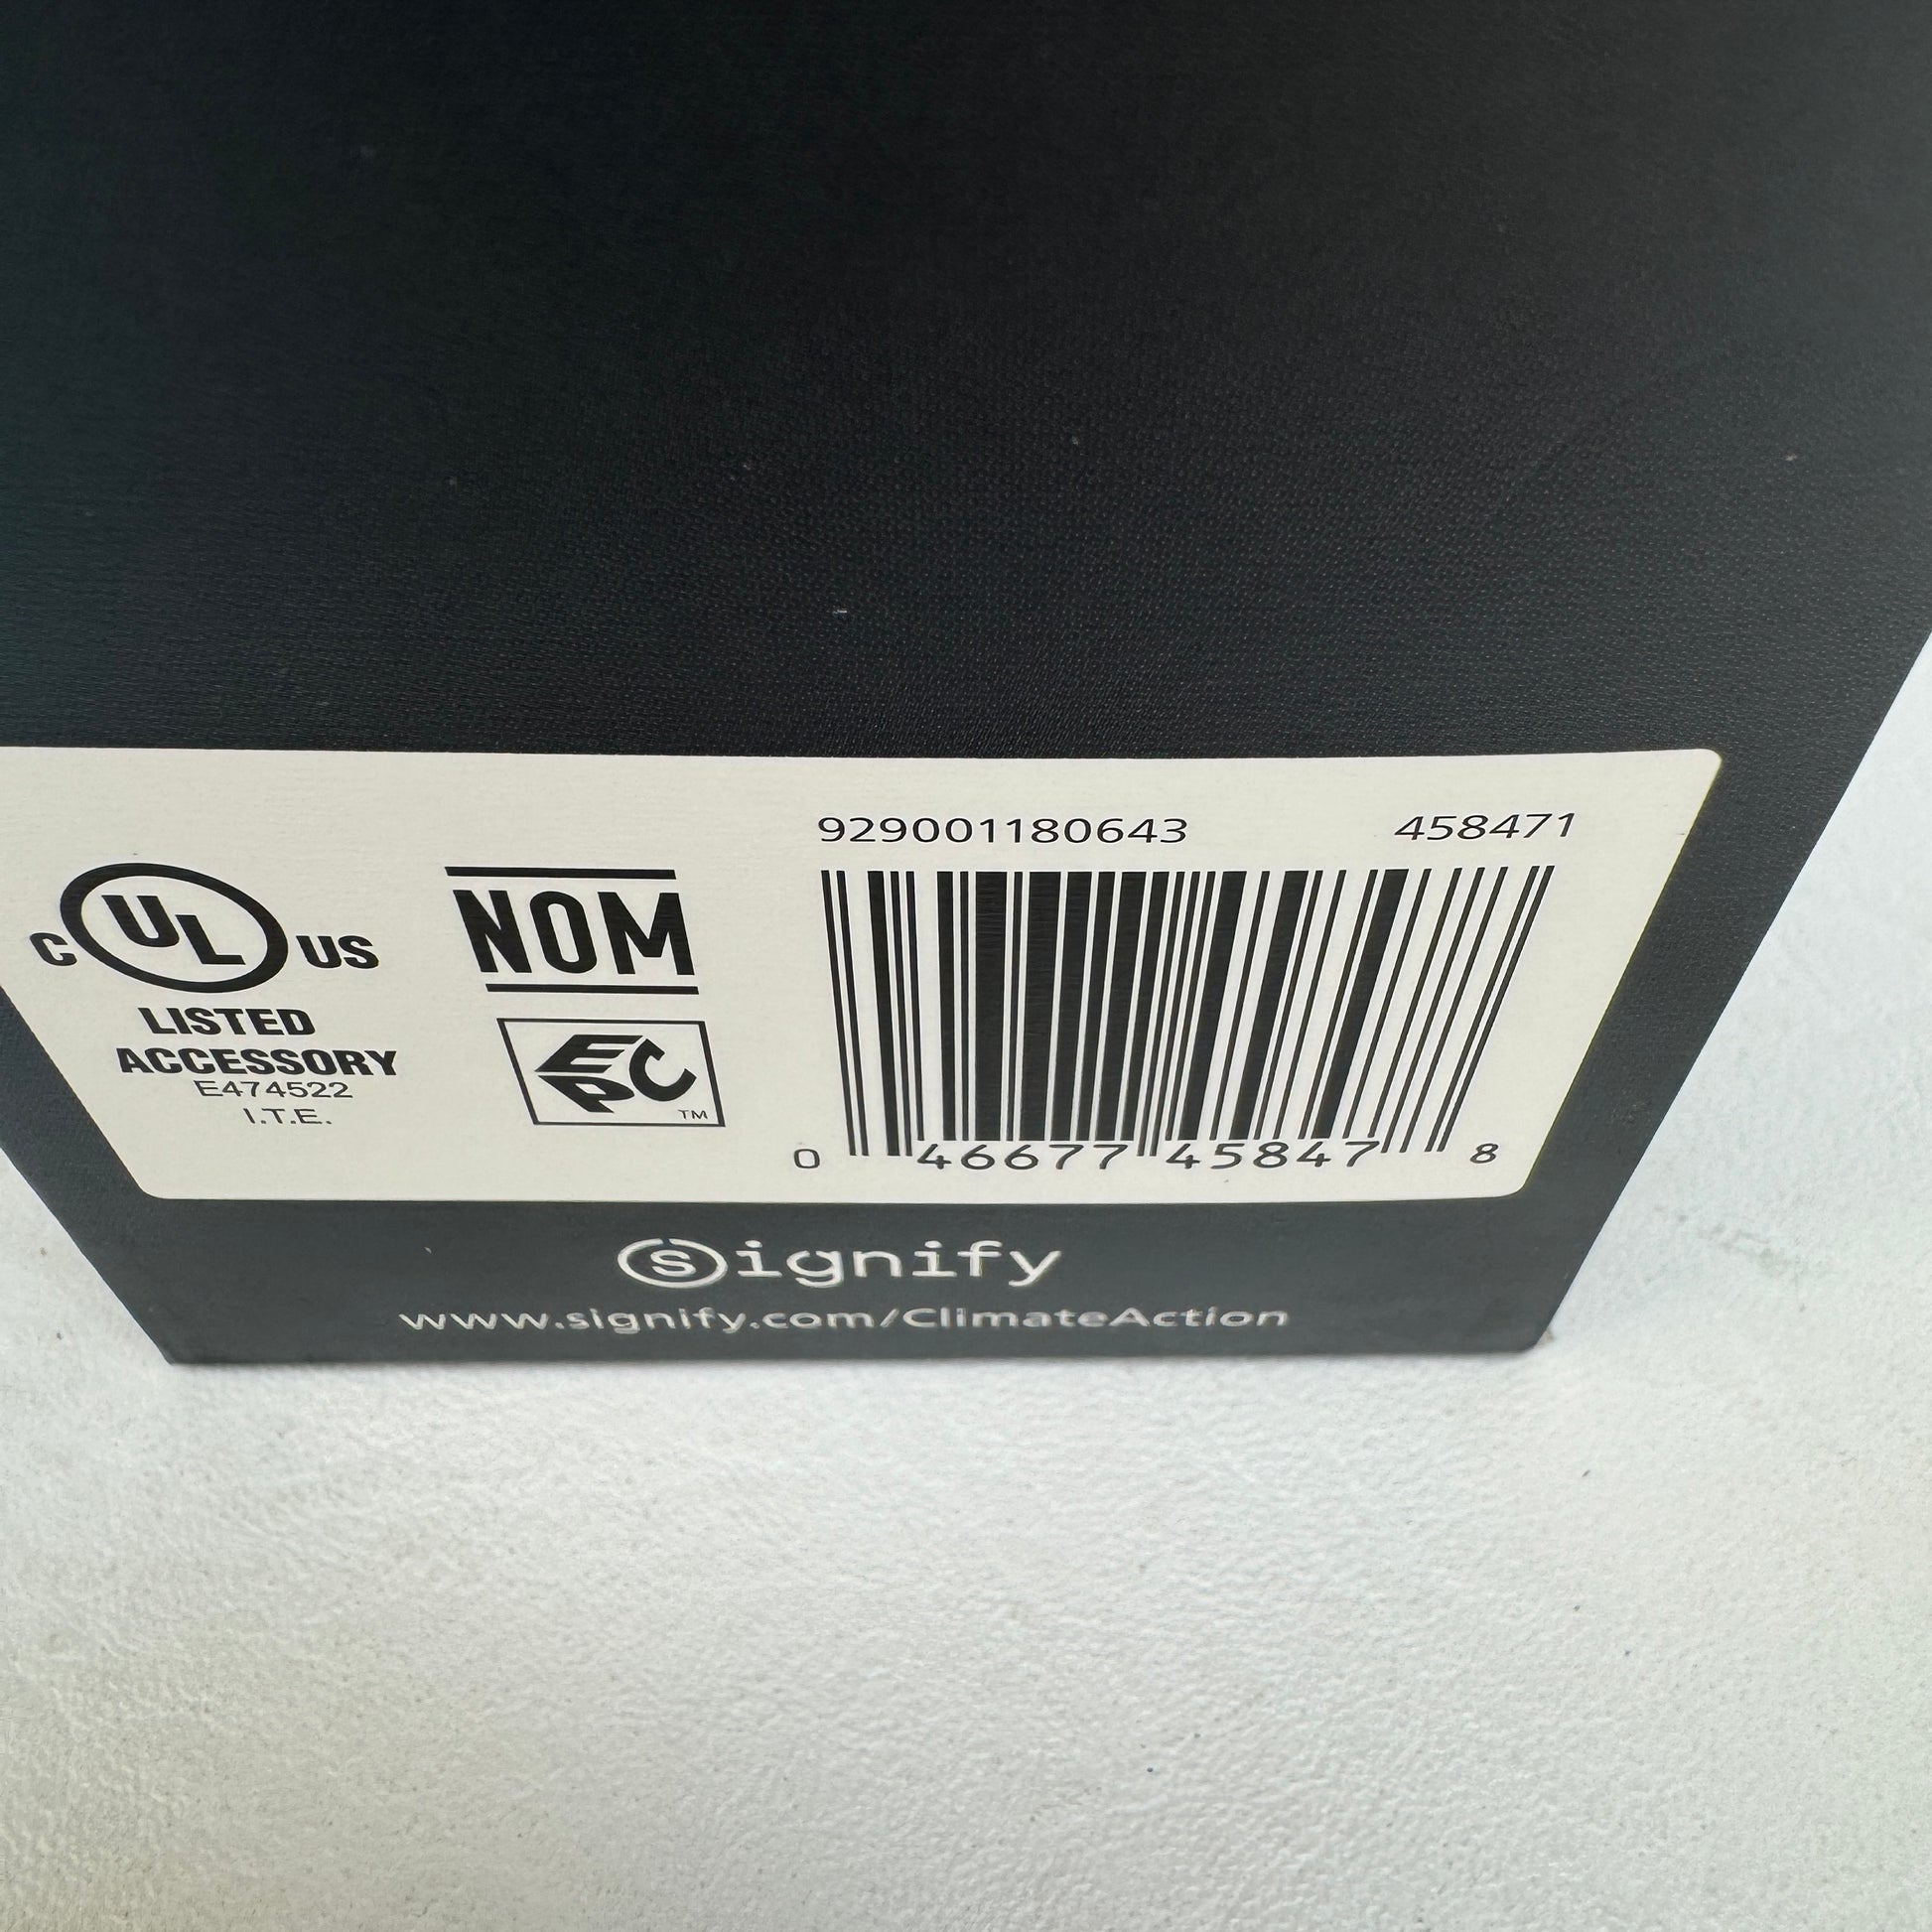 929001180643 458471
C UL US
LISTED
ACCESSORY
E474522
I.T.E.
NOM
EPC TM
0 46677 45847 8
signify
www.signify.com/ClimateAction